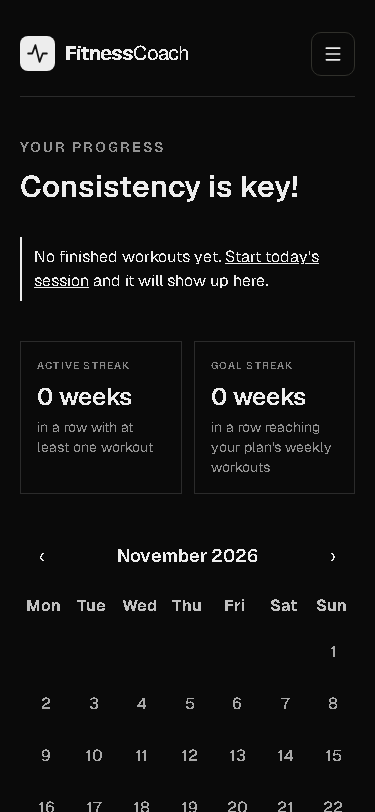 FitnessCoach
YOUR PROGRESS
Consistency is key!
No finished workouts yet. Start today's
session and it will show up here.
ACTIVE STREAK
0 weeks
in a row with at
least one workout
GOAL STREAK
0 weeks
in a row reaching
your plan's weekly
workouts
‹ November 2026 ›
Mon Tue Wed Thu Fri Sat Sun
1
2 3 4 5 6 7 8
9 10 11 12 13 14 15
16 17 18 19 20 21 22